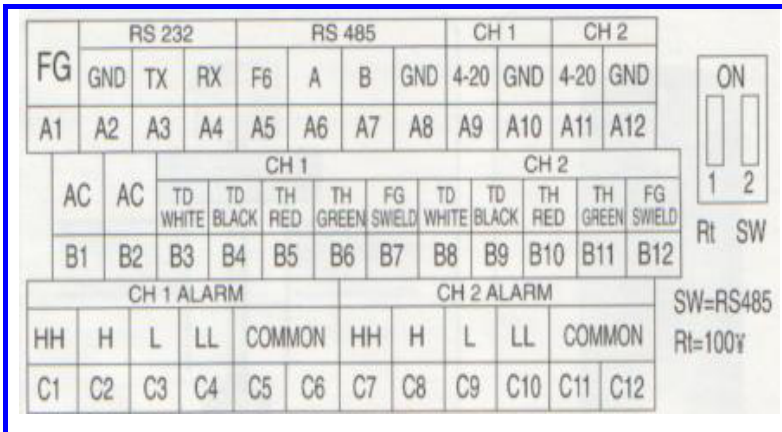 RS 232 RS 485 CH 1 CH 2
FG GND TX RX F6 A B GND 4-20 GND 4-20 GND
A1 A2 A3 A4 A5 A6 A7 A8 A9 A10 A11 A12
ON
1 2
Rt SW
CH 1 CH 2
AC AC TD WHITE TD BLACK TH RED TH GREEN FG SWIELD TD WHITE TD BLACK TH RED TH GREEN FG SWIELD
B1 B2 B3 B4 B5 B6 B7 B8 B9 B10 B11 B12
CH 1 ALARM CH 2 ALARM
HH H L LL COMMON HH H L LL COMMON
C1 C2 C3 C4 C5 C6 C7 C8 C9 C10 C11 C12
SW=RS485
Rt=100